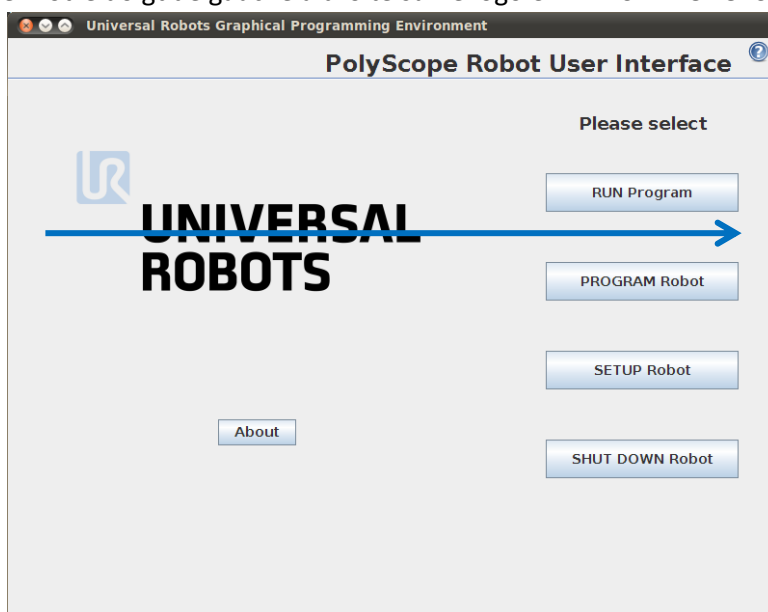 Universal Robots Graphical Programming Environment
PolyScope Robot User Interface
?
Please select
UR
RUN Program
UNIVERSAL
ROBOTS
PROGRAM Robot
SETUP Robot
About
SHUT DOWN Robot